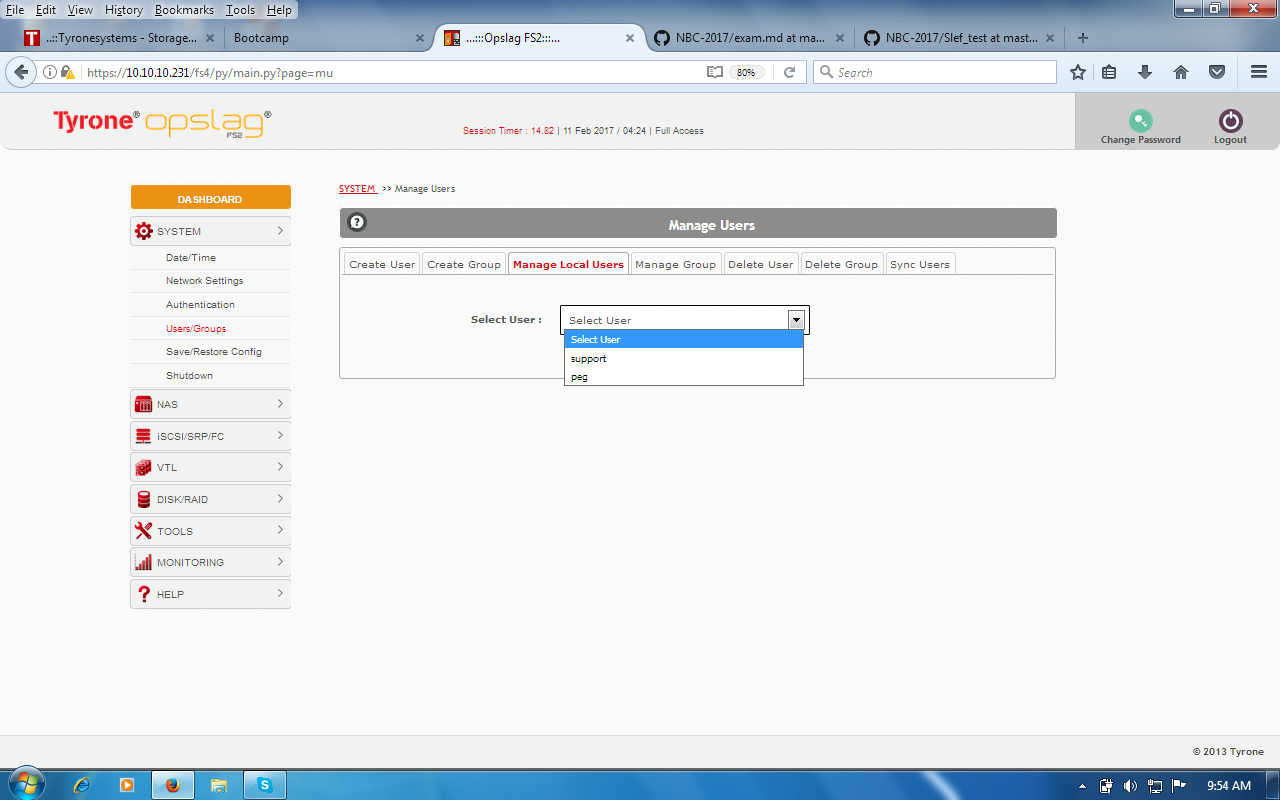 File Edit View History Bookmarks Tools Help
..::Tyronesystems - Storage...
Bootcamp
...:::Opslag FS2:::...
NBC-2017/exam.md at ma...
NBC-2017/Slef_test at mast...
https://10.10.10.231/fs4/py/main.py?page=mu
80%
Search
Tyrone® opslag® FS2
Session Timer : 14.82 | 11 Feb 2017 / 04:24 | Full Access
Change Password
Logout
DASHBOARD
SYSTEM
Date/Time
Network Settings
Authentication
Users/Groups
Save/Restore Config
Shutdown
NAS
iSCSI/SRP/FC
VTL
DISK/RAID
TOOLS
MONITORING
HELP
SYSTEM >> Manage Users
Manage Users
Create User
Create Group
Manage Local Users
Manage Group
Delete User
Delete Group
Sync Users
Select User :
Select User
Select User
support
peg
© 2013 Tyrone
9:54 AM